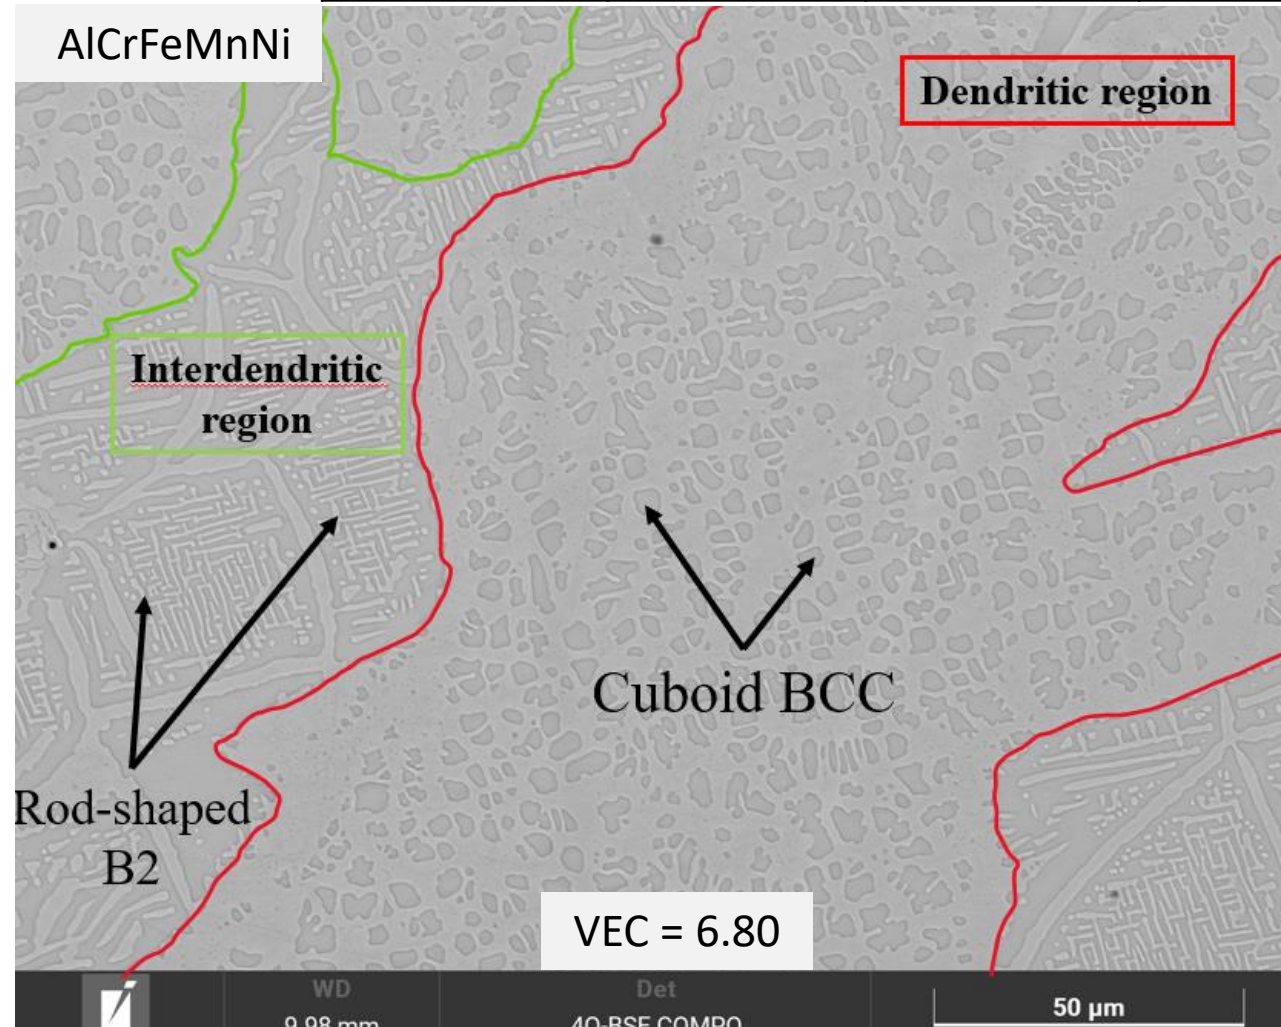 AlCrFeMnNi
Dendritic region
Interdendritic
region
Cuboid BCC
Rod-shaped
B2
VEC = 6.80
WD
Det
50 µm
9.98 mm
4Q-BSE COMPO